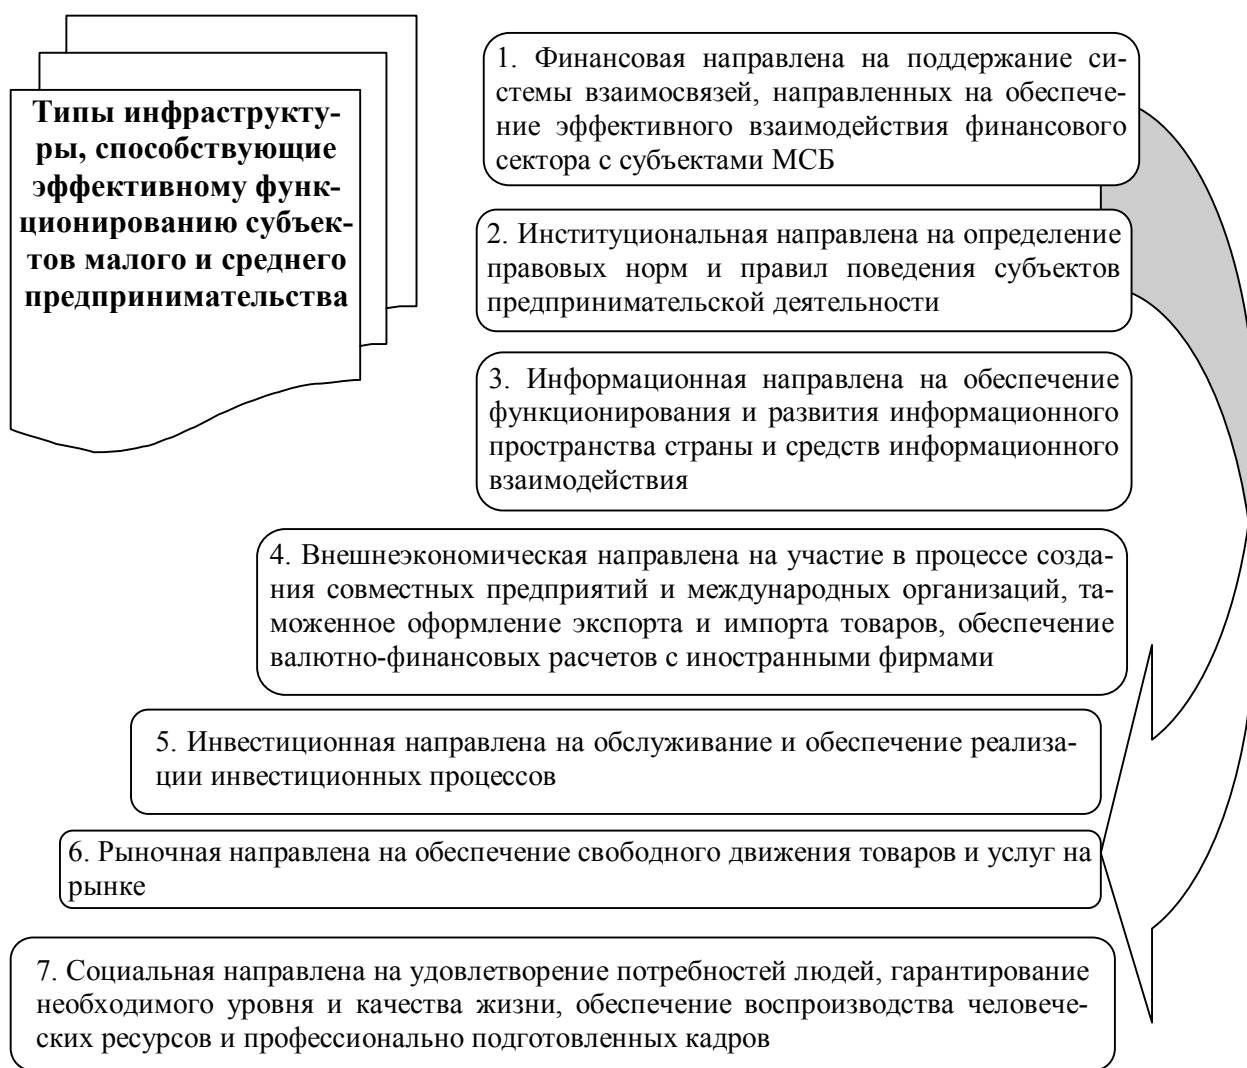 Типы инфраструкту-
ры, способствующие
эффективному функ-
ционированию субъек-
тов малого и среднего
предпринимательства
1. Финансовая направлена на поддержание си-
стемы взаимосвязей, направленных на обеспече-
ние эффективного взаимодействия финансового
сектора с субъектами МСБ
2. Институциональная направлена на определение
правовых норм и правил поведения субъектов
предпринимательской деятельности
3. Информационная направлена на обеспечение
функционирования и развития информационного
пространства страны и средств информационного
взаимодействия
4. Внешнеэкономическая направлена на участие в процессе созда-
ния совместных предприятий и международных организаций, та-
моженное оформление экспорта и импорта товаров, обеспечение
валютно-финансовых расчетов с иностранными фирмами
5. Инвестиционная направлена на обслуживание и обеспечение реализа-
ции инвестиционных процессов
6. Рыночная направлена на обеспечение свободного движения товаров и услуг на
рынке
7. Социальная направлена на удовлетворение потребностей людей, гарантирование
необходимого уровня и качества жизни, обеспечение воспроизводства человече-
ских ресурсов и профессионально подготовленных кадров